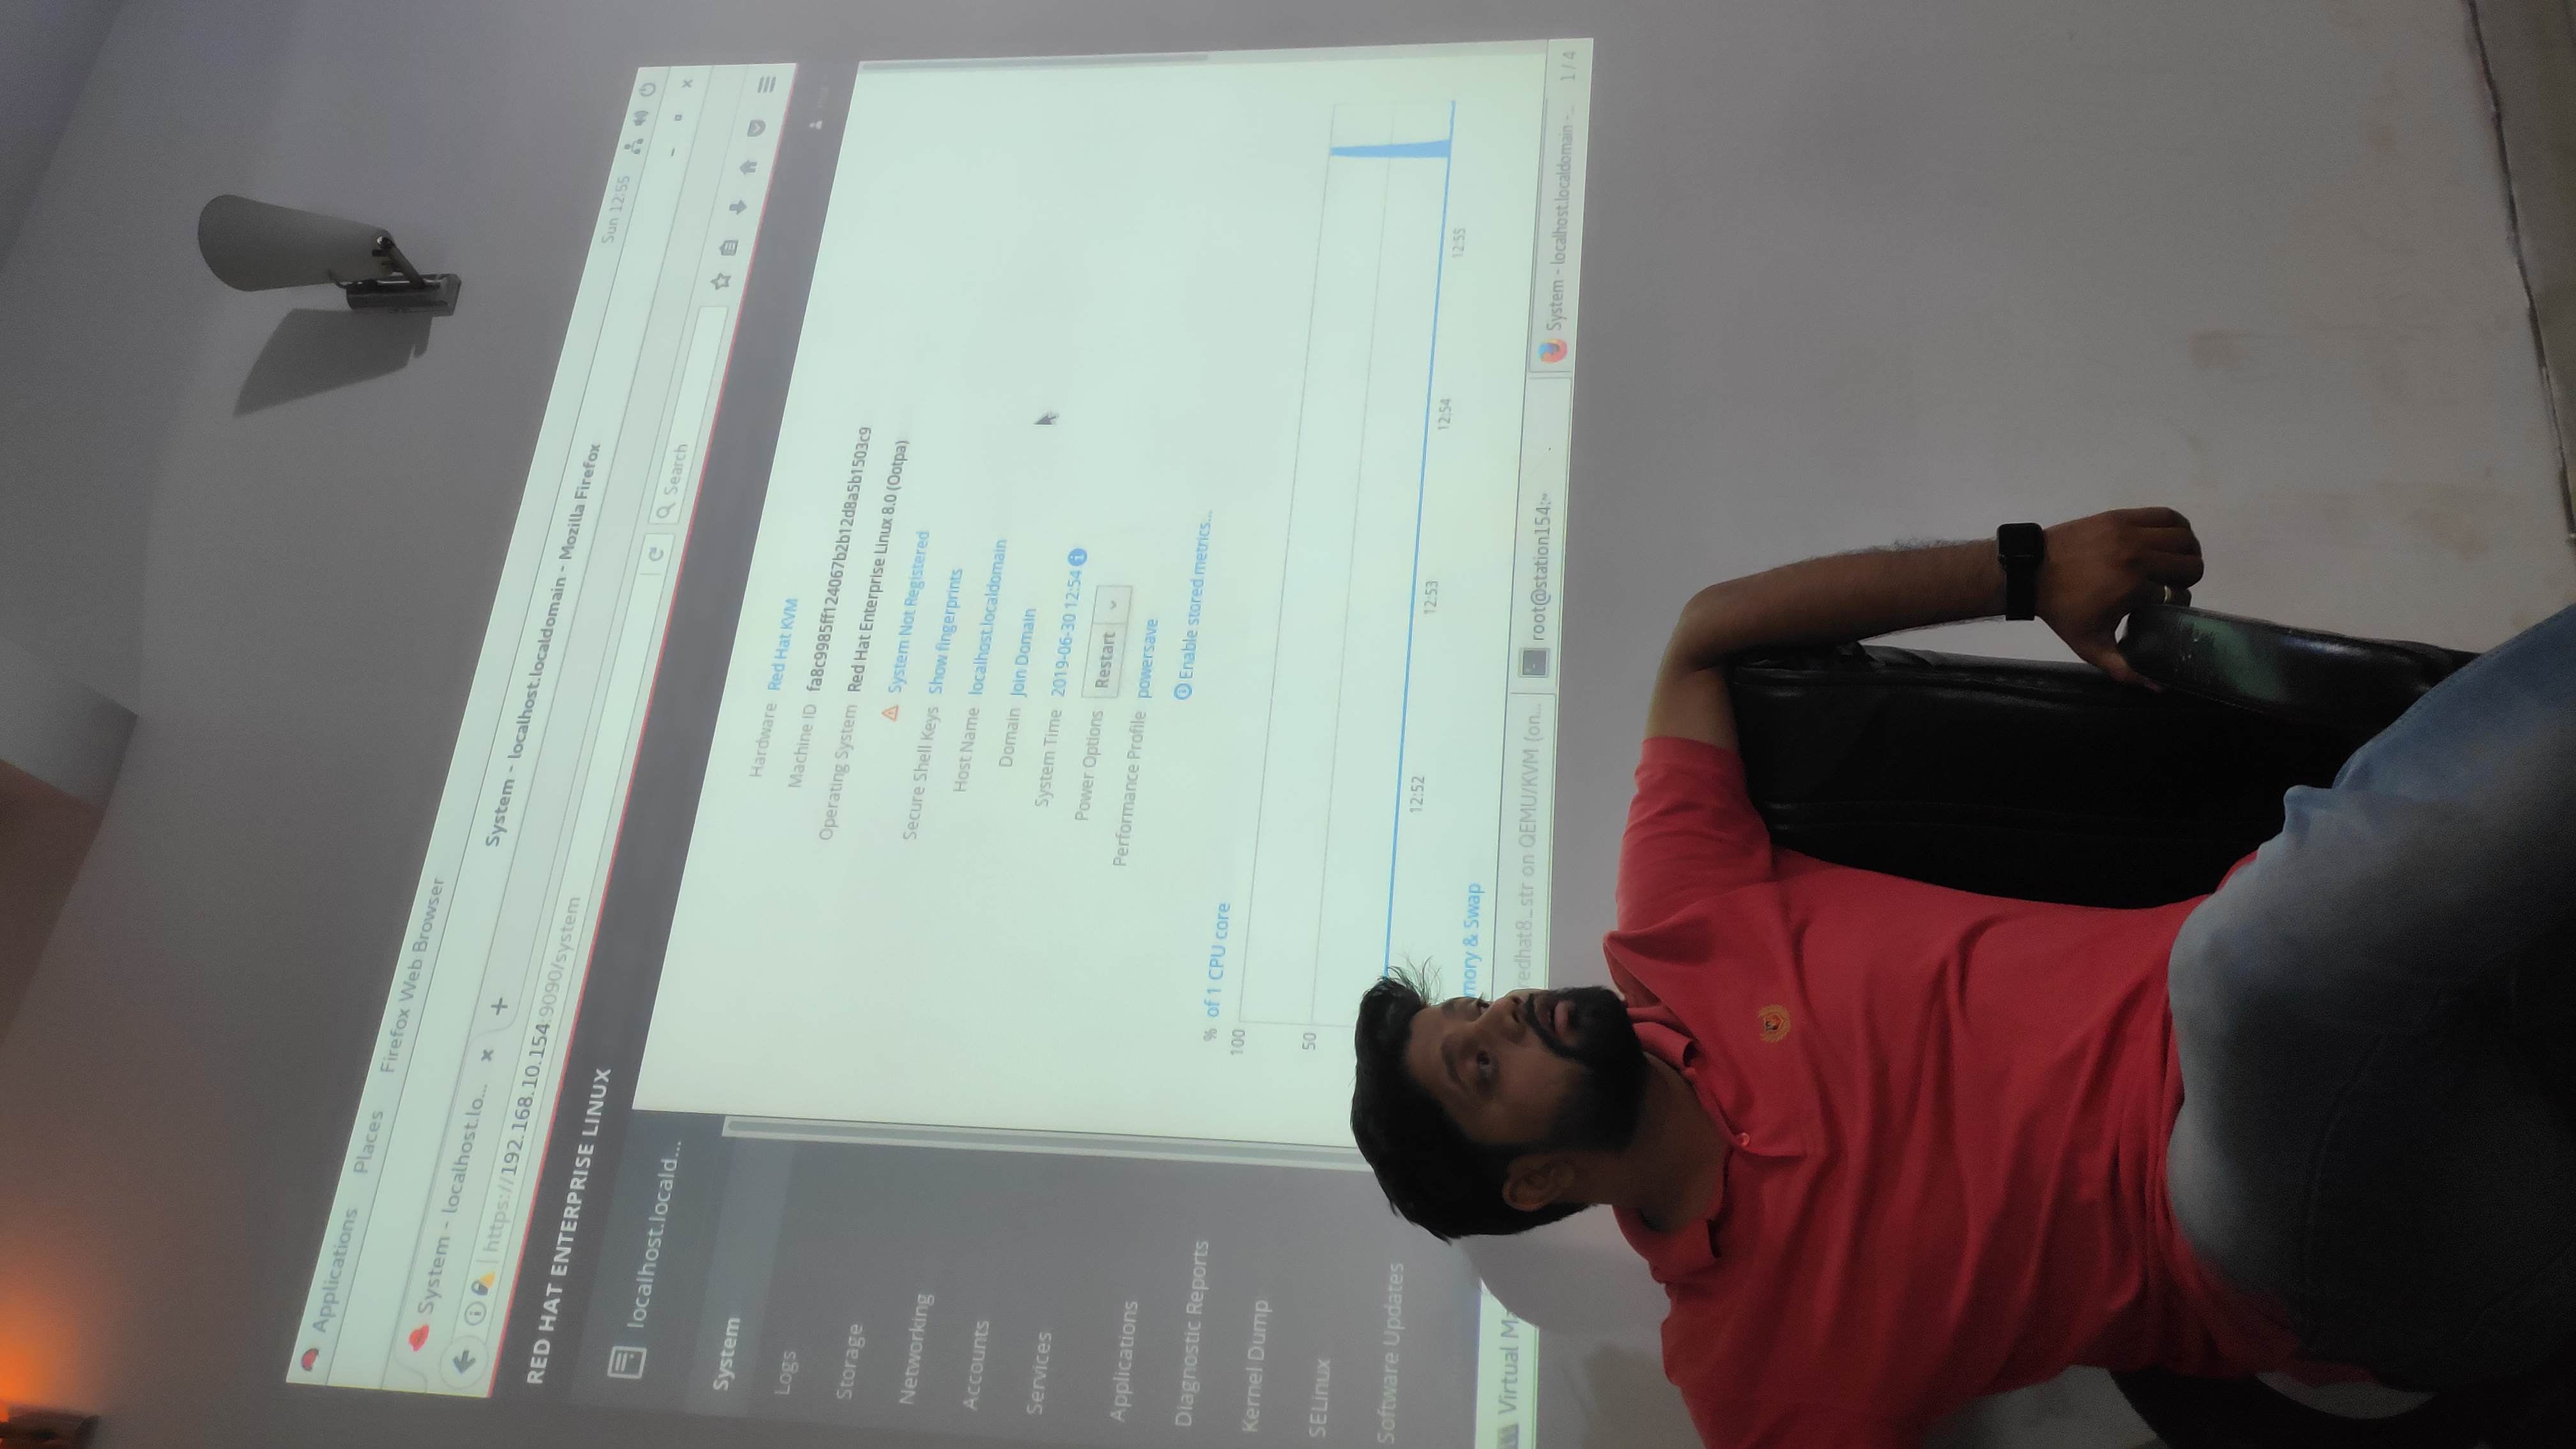 Applications Places Firefox Web Browser
Sun 12:55
System - localhost.localdomain - Mozilla Firefox
System - localhost.lo...
https://192.168.10.154:9090/system
Search
RED HAT ENTERPRISE LINUX
localhost.locald...
System
Logs
Storage
Networking
Accounts
Services
Applications
Diagnostic Reports
Kernel Dump
SELinux
Software Updates
Hardware Red Hat KVM
Machine ID fa8c9985ff124067b2b12d8a5b1503c9
Operating System Red Hat Enterprise Linux 8.0 (Ootpa)
System Not Registered
Secure Shell Keys Show fingerprints
Host Name localhost.localdomain
Domain Join Domain
System Time 2019-06-30 12:54
Power Options Restart
Performance Profile powersave
Enable stored metrics...
% of 1 CPU core
100
50
12:52 12:53 12:54 12:55
mory & Swap
Virtual Ma
redhat8_str on QEMU/KVM (on...
root@station154:~
System - localhost.localdomain -...
1 / 4